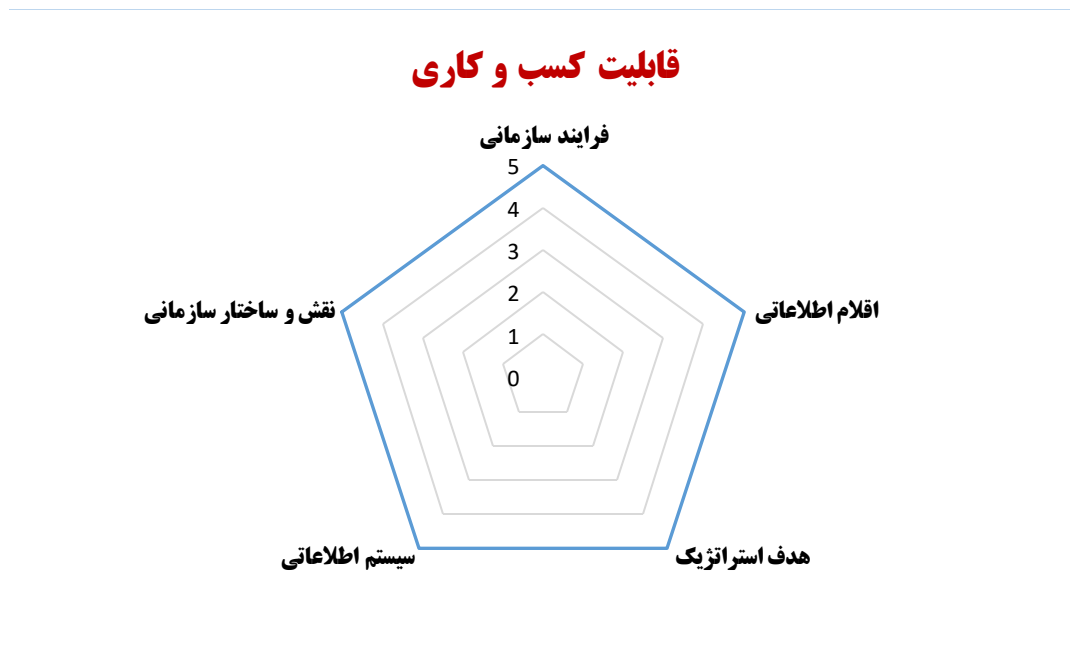 قابلیت کسب و کاری
فرایند سازمانی
5
4
3
2
1
0
اقلام اطلاعاتی
نقش و ساختار سازمانی
هدف استراتژیک
سیستم اطلاعاتی